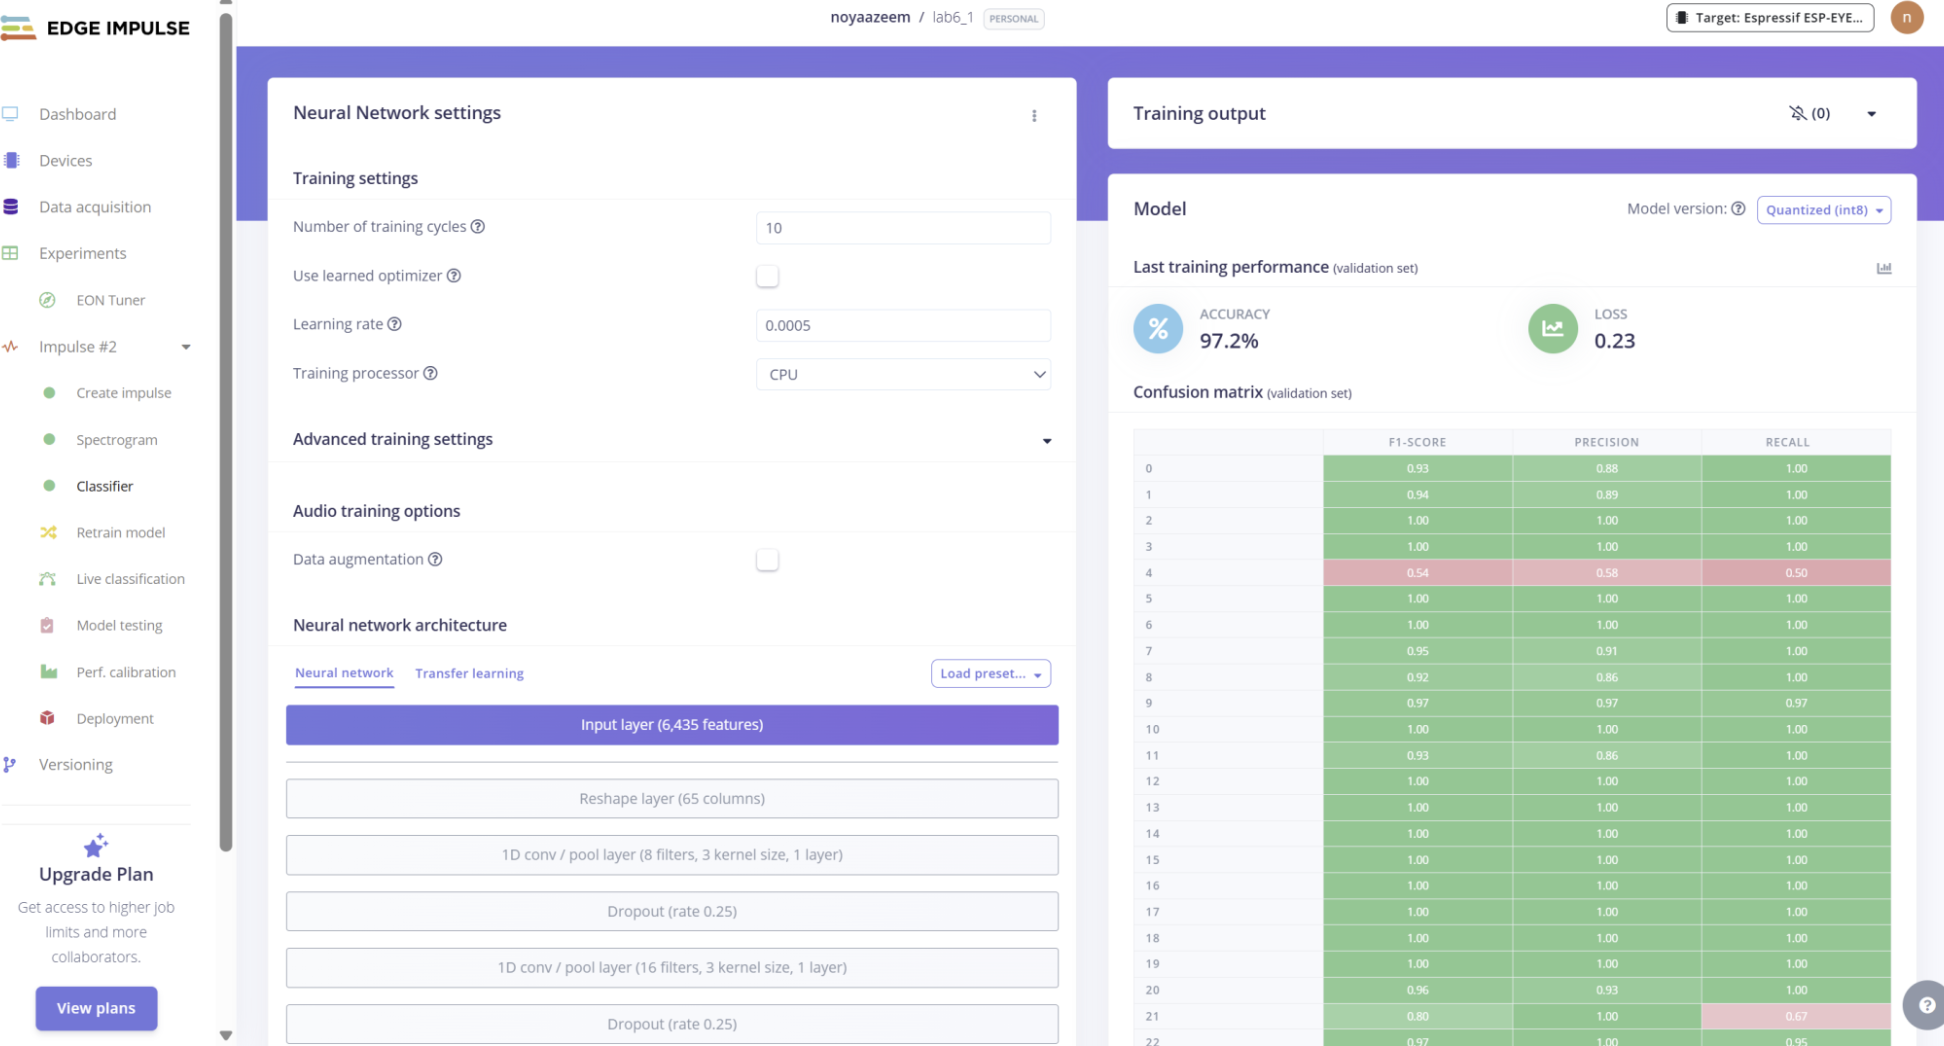 EDGE IMPULSE
noyaazeem / lab6_1 PERSONAL
Target: Espressif ESP-EYE...
n
Dashboard
Devices
Data acquisition
Experiments
EON Tuner
Impulse #2
Create impulse
Spectrogram
Classifier
Retrain model
Live classification
Model testing
Perf. calibration
Deployment
Versioning
Upgrade Plan
Get access to higher job
limits and more
collaborators.
View plans
Neural Network settings
Training settings
Number of training cycles ? 10
Use learned optimizer ?
Learning rate ? 0.0005
Training processor ? CPU
Advanced training settings
Audio training options
Data augmentation ?
Neural network architecture
Neural network Transfer learning Load preset...
Input layer (6,435 features)
Reshape layer (65 columns)
1D conv / pool layer (8 filters, 3 kernel size, 1 layer)
Dropout (rate 0.25)
1D conv / pool layer (16 filters, 3 kernel size, 1 layer)
Dropout (rate 0.25)
Training output (0)
Model Model version: ? Quantized (int8)
Last training performance (validation set)
% ACCURACY
97.2%
LOSS
0.23
Confusion matrix (validation set)
F1-SCORE PRECISION RECALL
0 0.93 0.88 1.00
1 0.94 0.89 1.00
2 1.00 1.00 1.00
3 1.00 1.00 1.00
4 0.54 0.58 0.50
5 1.00 1.00 1.00
6 1.00 1.00 1.00
7 0.95 0.91 1.00
8 0.92 0.86 1.00
9 0.97 0.97 0.97
10 1.00 1.00 1.00
11 0.93 0.86 1.00
12 1.00 1.00 1.00
13 1.00 1.00 1.00
14 1.00 1.00 1.00
15 1.00 1.00 1.00
16 1.00 1.00 1.00
17 1.00 1.00 1.00
18 1.00 1.00 1.00
19 1.00 1.00 1.00
20 0.96 0.93 1.00
21 0.80 1.00 0.67
22 0.97 1.00 0.95
?